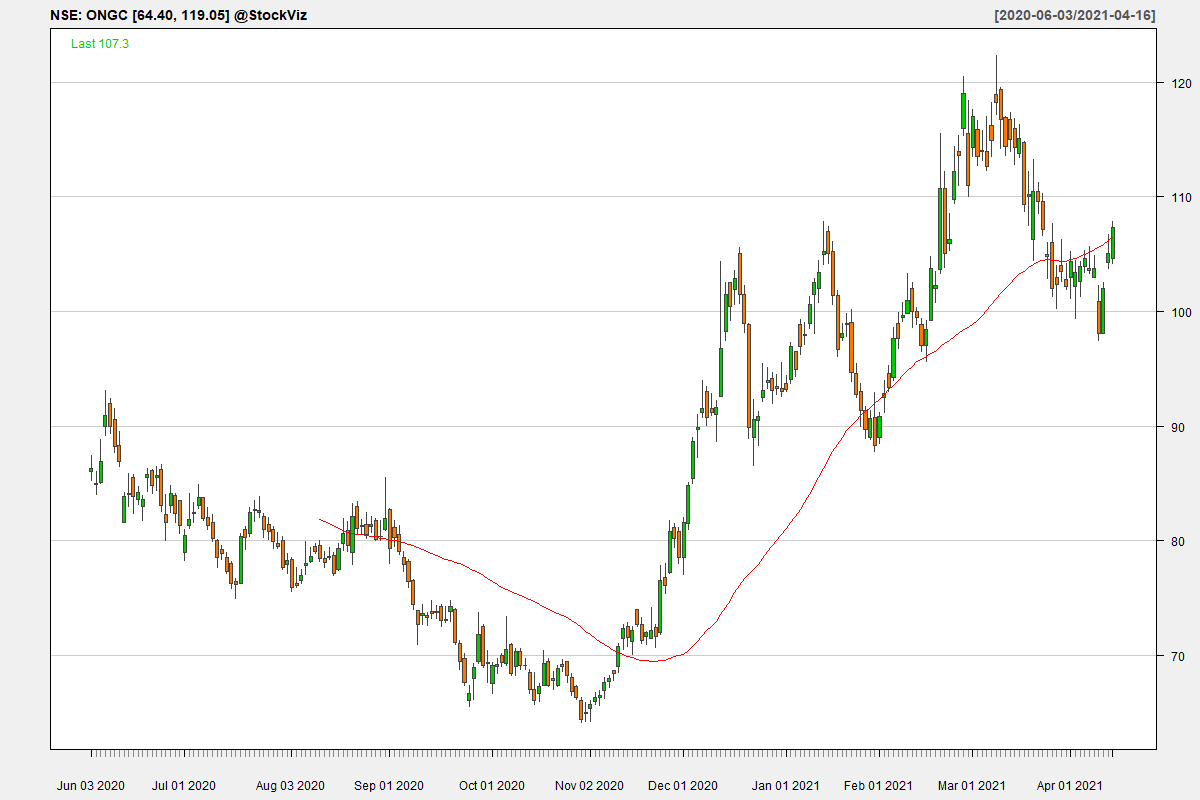 NSE: ONGC [64.40, 119.05] @StockViz
[2020-06-03/2021-04-16]
Last 107.3
120
110
100
90
80
70
Jun 03 2020
Jul 01 2020
Aug 03 2020
Sep 01 2020
Oct 01 2020
Nov 02 2020
Dec 01 2020
Jan 01 2021
Feb 01 2021
Mar 01 2021
Apr 01 2021